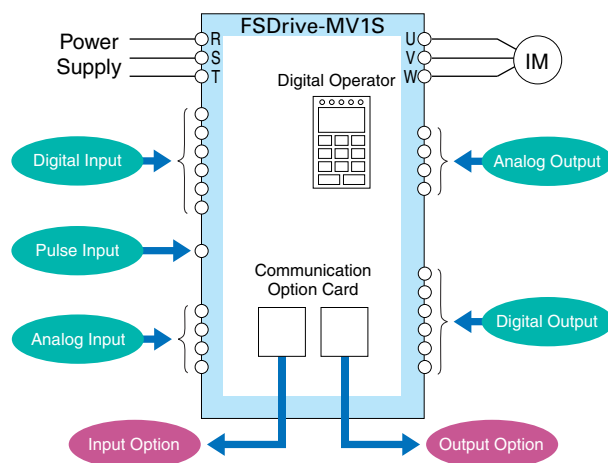 FSDrive-MV1S
Power
Supply
R
S
T
U
V
W
IM
Digital Operator
Digital Input
Analog Output
Pulse Input
Communication
Option Card
Analog Input
Digital Output
Input Option
Output Option